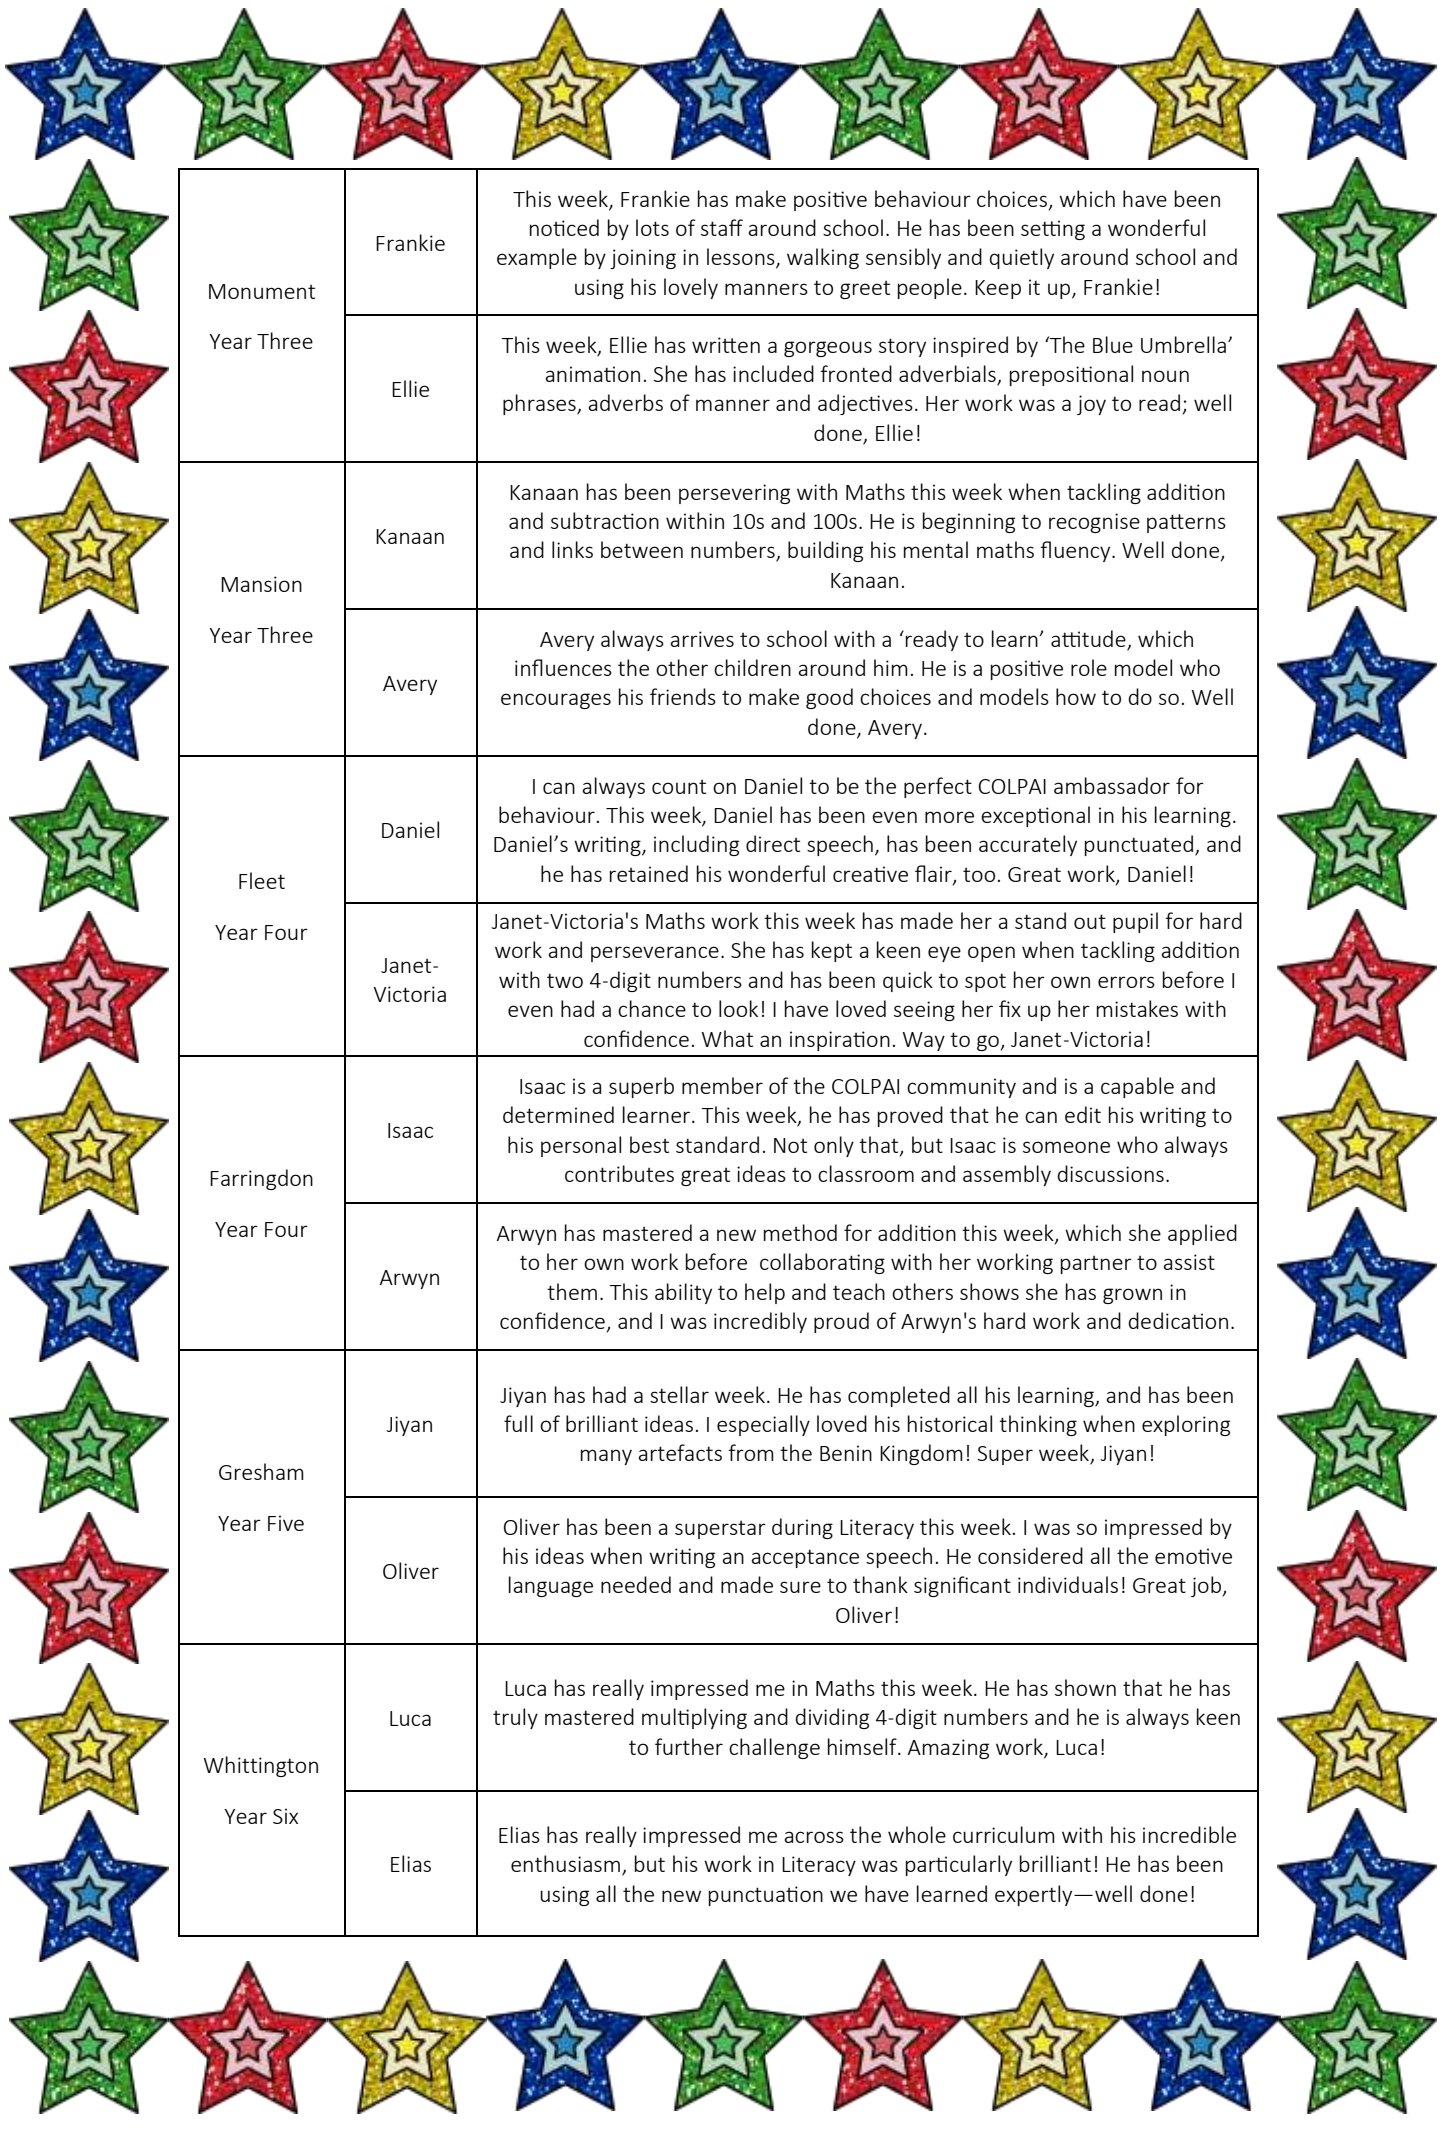 Monument
Year Three
Frankie
This week, Frankie has make positive behaviour choices, which have been
noticed by lots of staff around school. He has been setting a wonderful
example by joining in lessons, walking sensibly and quietly around school and
using his lovely manners to greet people. Keep it up, Frankie!
Ellie
This week, Ellie has written a gorgeous story inspired by ‘The Blue Umbrella’
animation. She has included fronted adverbials, prepositional noun
phrases, adverbs of manner and adjectives. Her work was a joy to read; well
done, Ellie!
Mansion
Year Three
Kanaan
Kanaan has been persevering with Maths this week when tackling addition
and subtraction within 10s and 100s. He is beginning to recognise patterns
and links between numbers, building his mental maths fluency. Well done,
Kanaan.
Avery
Avery always arrives to school with a ‘ready to learn’ attitude, which
influences the other children around him. He is a positive role model who
encourages his friends to make good choices and models how to do so. Well
done, Avery.
Fleet
Year Four
Daniel
I can always count on Daniel to be the perfect COLPAI ambassador for
behaviour. This week, Daniel has been even more exceptional in his learning.
Daniel’s writing, including direct speech, has been accurately punctuated, and
he has retained his wonderful creative flair, too. Great work, Daniel!
Janet-
Victoria
Janet-Victoria's Maths work this week has made her a stand out pupil for hard
work and perseverance. She has kept a keen eye open when tackling addition
with two 4-digit numbers and has been quick to spot her own errors before I
even had a chance to look! I have loved seeing her fix up her mistakes with
confidence. What an inspiration. Way to go, Janet-Victoria!
Farringdon
Year Four
Isaac
Isaac is a superb member of the COLPAI community and is a capable and
determined learner. This week, he has proved that he can edit his writing to
his personal best standard. Not only that, but Isaac is someone who always
contributes great ideas to classroom and assembly discussions.
Arwyn
Arwyn has mastered a new method for addition this week, which she applied
to her own work before  collaborating with her working partner to assist
them. This ability to help and teach others shows she has grown in
confidence, and I was incredibly proud of Arwyn's hard work and dedication.
Gresham
Year Five
Jiyan
Jiyan has had a stellar week. He has completed all his learning, and has been
full of brilliant ideas. I especially loved his historical thinking when exploring
many artefacts from the Benin Kingdom! Super week, Jiyan!
Oliver
Oliver has been a superstar during Literacy this week. I was so impressed by
his ideas when writing an acceptance speech. He considered all the emotive
language needed and made sure to thank significant individuals! Great job,
Oliver!
Whittington
Year Six
Luca
Luca has really impressed me in Maths this week. He has shown that he has
truly mastered multiplying and dividing 4-digit numbers and he is always keen
to further challenge himself. Amazing work, Luca!
Elias
Elias has really impressed me across the whole curriculum with his incredible
enthusiasm, but his work in Literacy was particularly brilliant! He has been
using all the new punctuation we have learned expertly—well done!